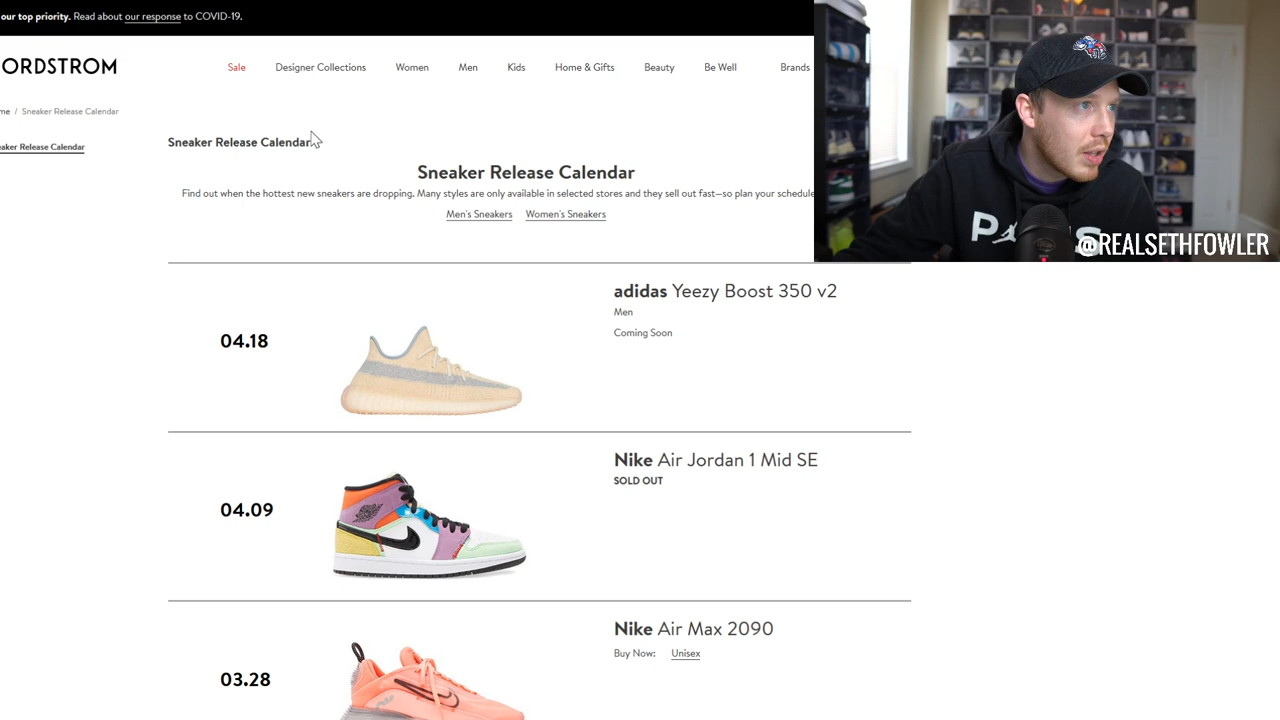 our top priority. Read about our response to COVID-19.
ORDSTROM
Sale Designer Collections Women Men Kids Home & Gifts Beauty Be Well Brands
me / Sneaker Release Calendar
eaker Release Calendar
Sneaker Release Calendar
Sneaker Release Calendar
Find out when the hottest new sneakers are dropping. Many styles are only available in selected stores and they sell out fast—so plan your schedule
Men's Sneakers Women's Sneakers
@REALSETHFOWLER
04.18
adidas Yeezy Boost 350 v2
Men
Coming Soon
04.09
Nike Air Jordan 1 Mid SE
SOLD OUT
03.28
Nike Air Max 2090
Buy Now: Unisex